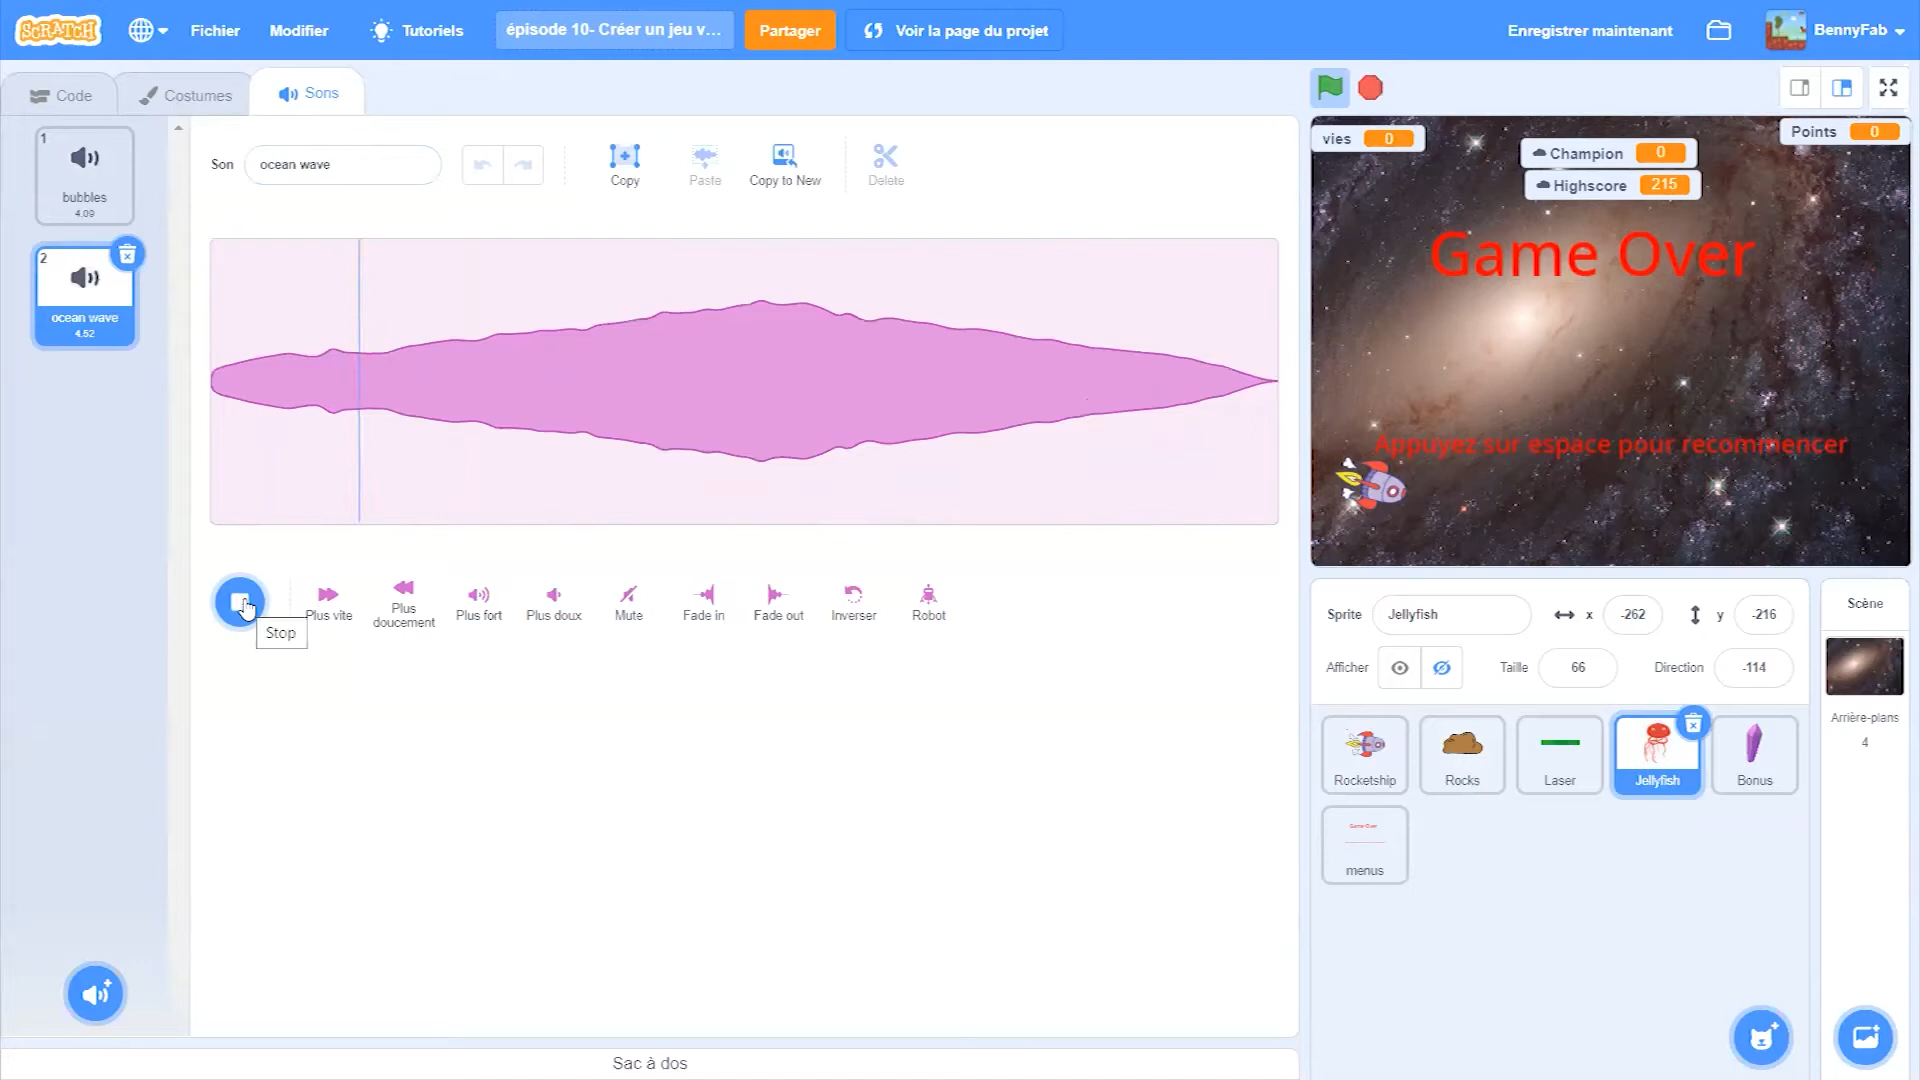 SCRATCH
Fichier
Modifier
Tutoriels
épisode 10- Créer un jeu v...
Partager
Voir la page du projet
Enregistrer maintenant
BennyFab
Code
Costumes
Sons
1
bubbles
4.09
2
ocean wave
4.52
Son
ocean wave
Copy
Paste
Copy to New
Delete
Stop
Plus vite
Plus doucement
Plus fort
Plus doux
Mute
Fade in
Fade out
Inverser
Robot
vies 0
Points 0
Champion 0
Highscore 215
Game Over
Appuyez sur espace pour recommencer
Sprite
Jellyfish
x
-262
y
-216
Afficher
Taille
66
Direction
-114
Scène
Arrière-plans
4
Rocketship
Rocks
Laser
Jellyfish
Bonus
Game Over
menus
Sac à dos